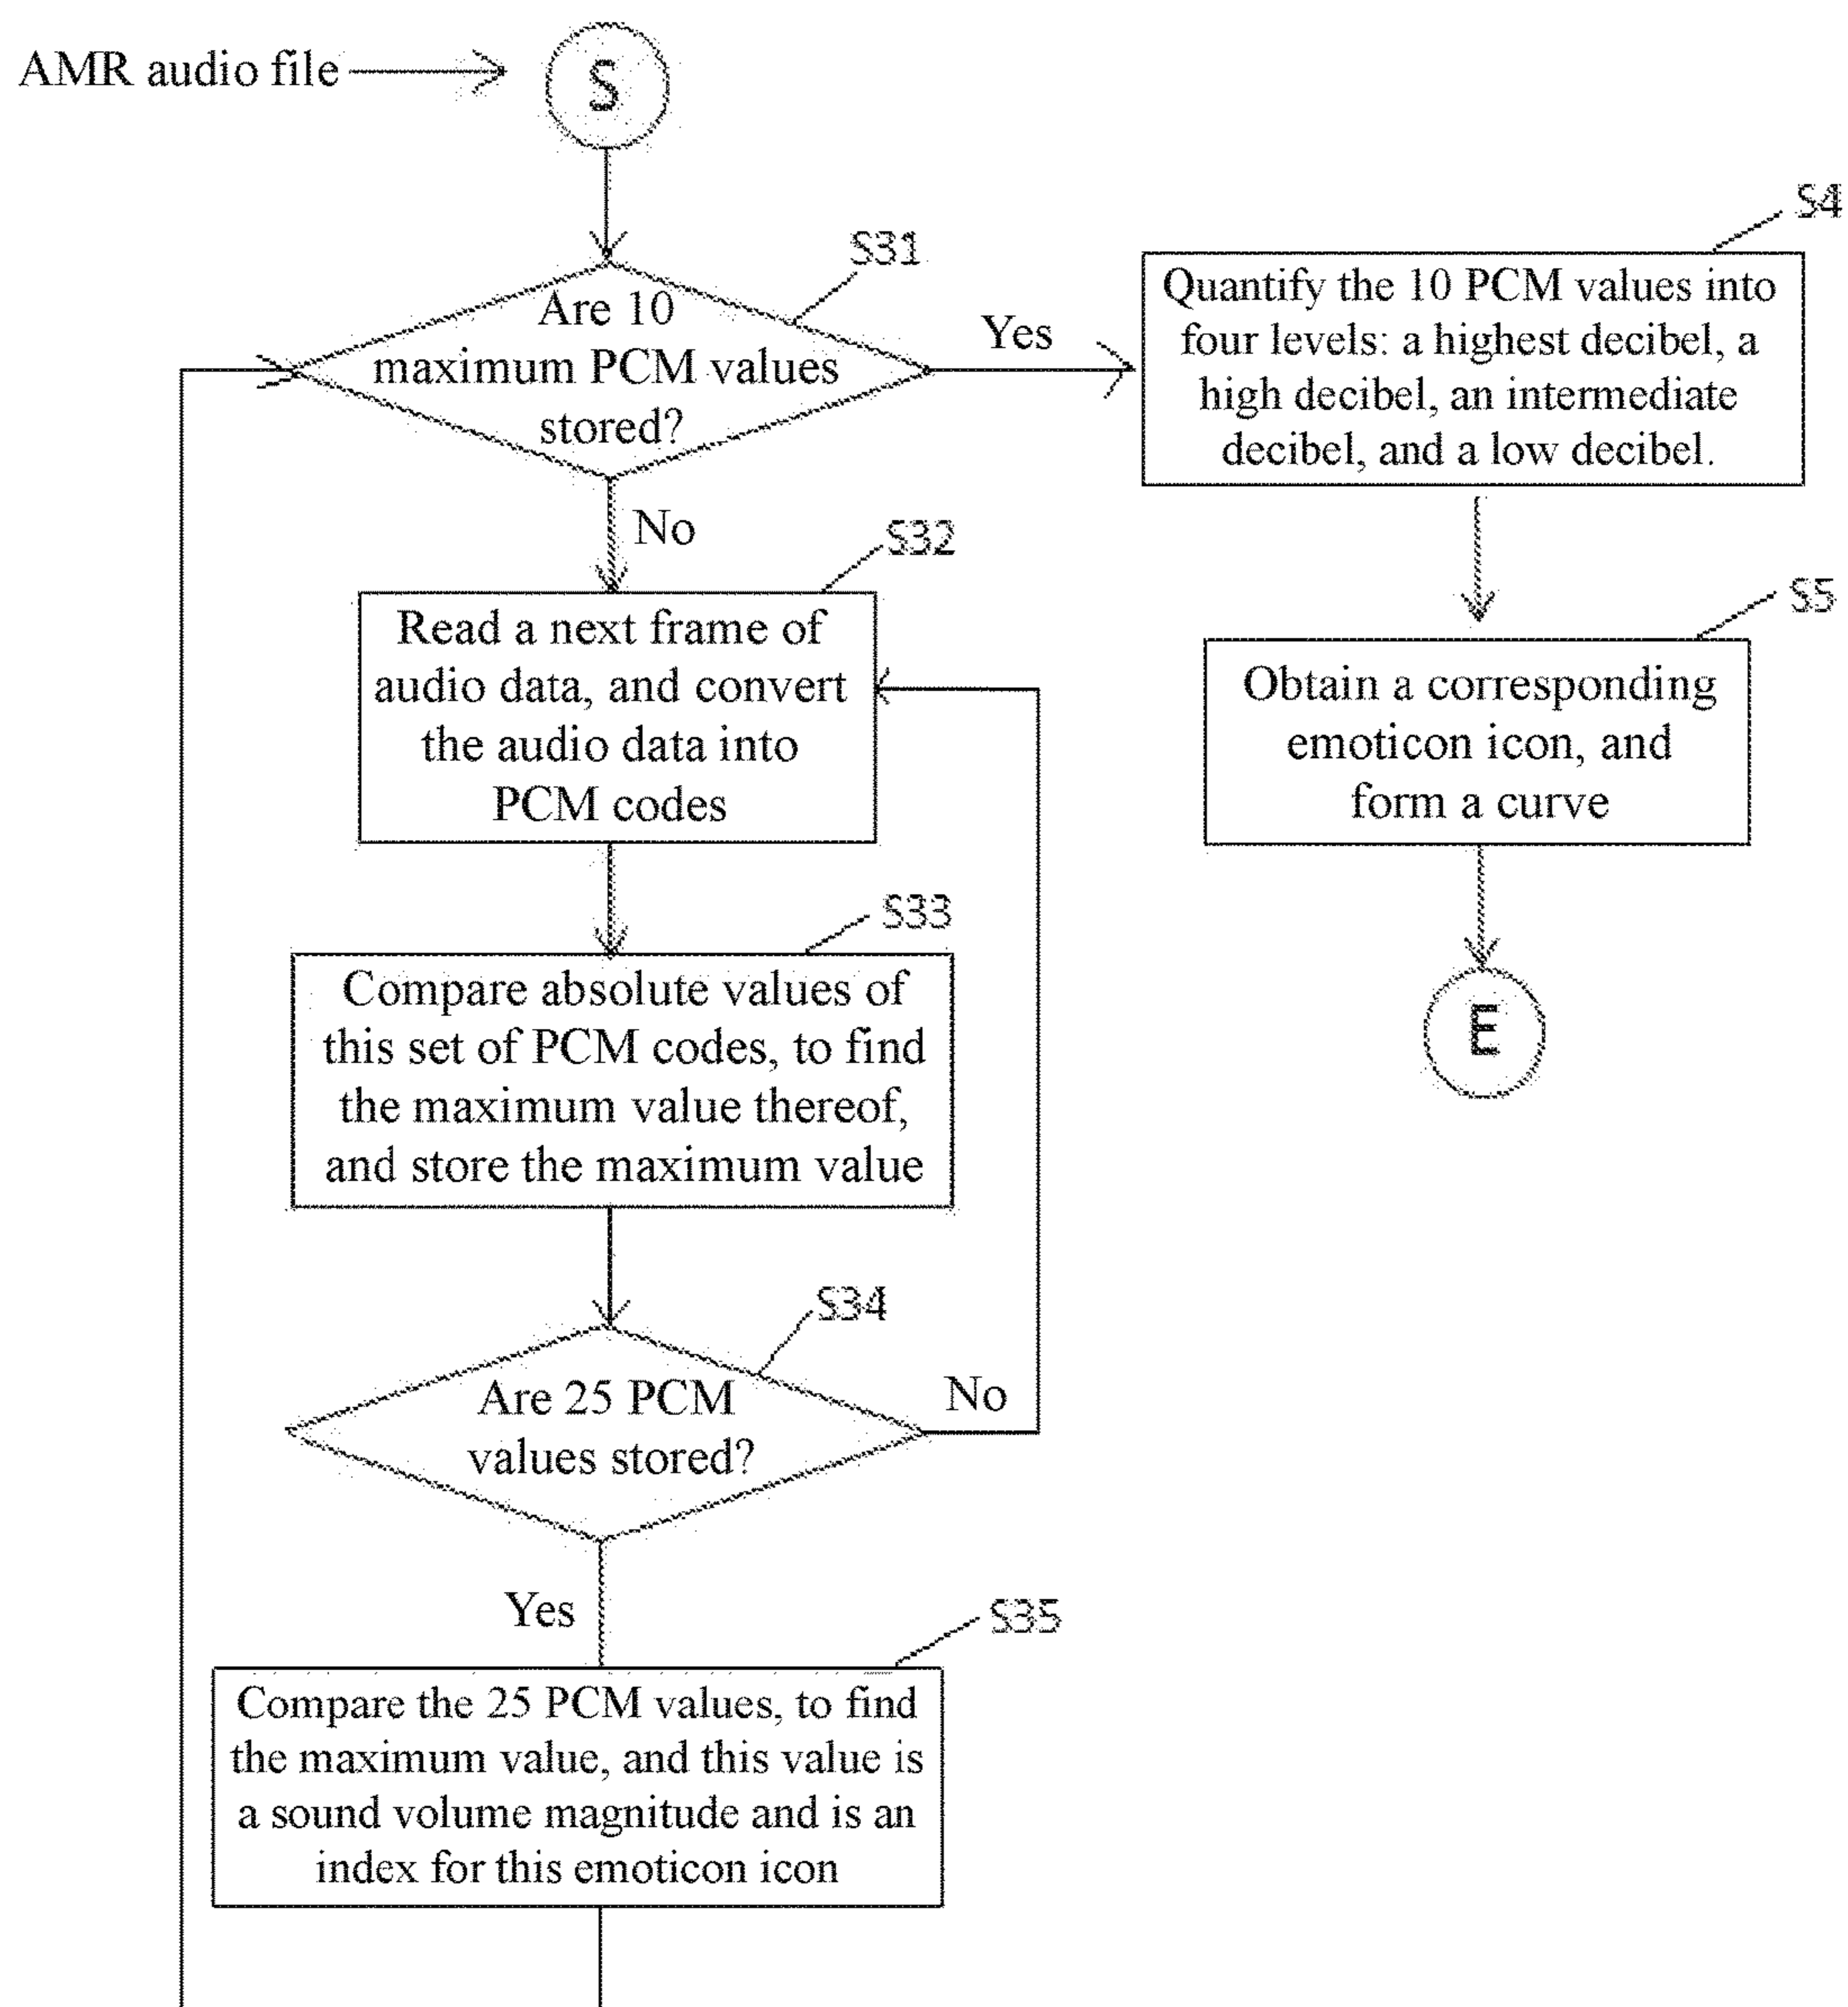 AMR audio file
S
S31
Are 10
maximum PCM values
stored?
Yes
No
S4
Quantify the 10 PCM values into
four levels: a highest decibel, a
high decibel, an intermediate
decibel, and a low decibel.
S32
Read a next frame of
audio data, and convert
the audio data into
PCM codes
S5
Obtain a corresponding
emoticon icon, and
form a curve
E
S33
Compare absolute values of
this set of PCM codes, to find
the maximum value thereof,
and store the maximum value
S34
Are 25 PCM
values stored?
No
Yes
S35
Compare the 25 PCM values, to find
the maximum value, and this value is
a sound volume magnitude and is an
index for this emoticon icon